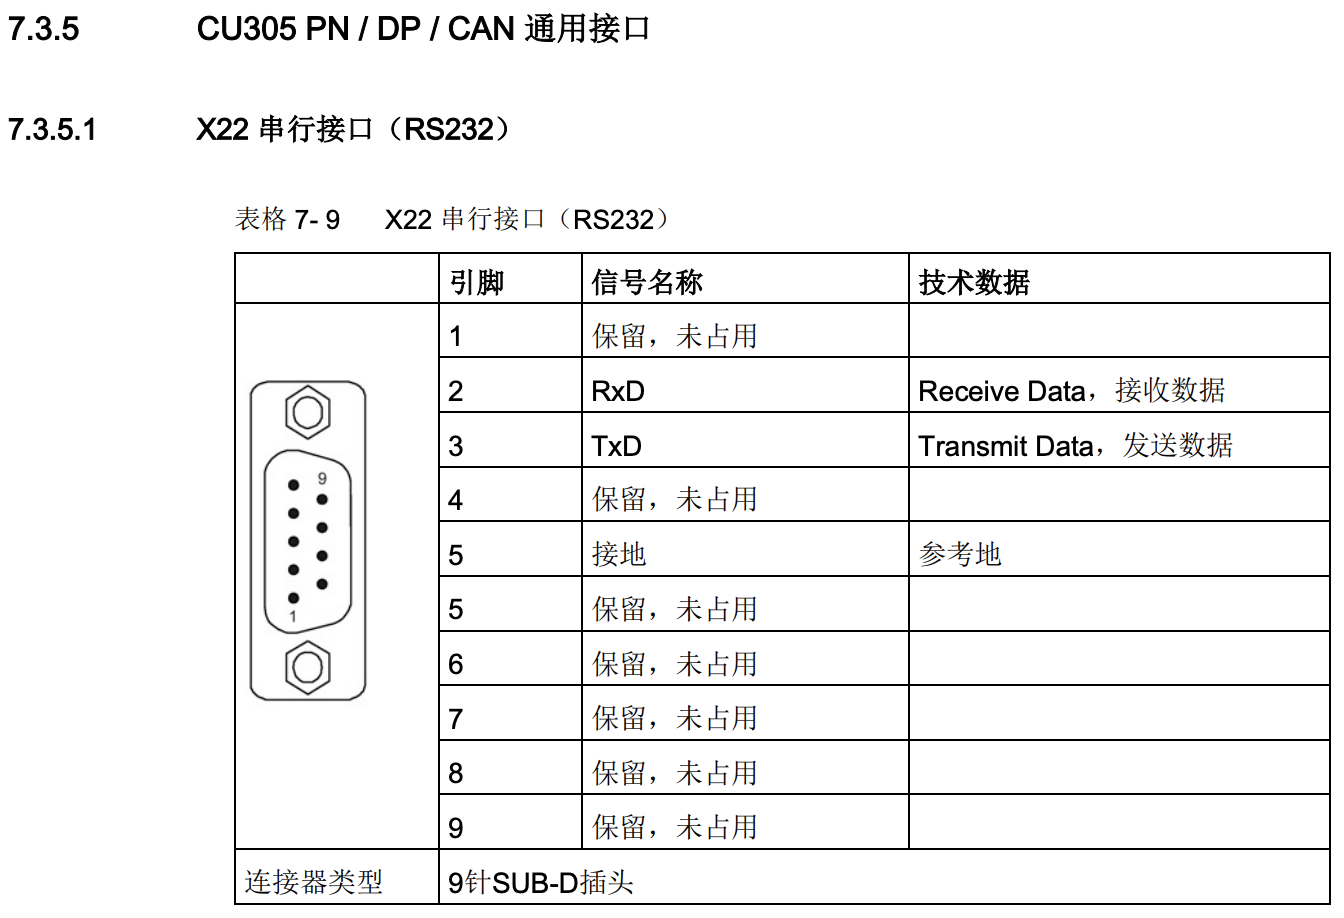 7.3.5 CU305 PN / DP / CAN 通用接口
7.3.5.1 X22 串行接口（RS232）
表格 7- 9 X22 串行接口（RS232）
引脚 信号名称 技术数据
1 保留，未占用
2 RxD Receive Data，接收数据
3 TxD Transmit Data，发送数据
4 保留，未占用
5 接地 参考地
5 保留，未占用
6 保留，未占用
7 保留，未占用
8 保留，未占用
9 保留，未占用
9
1
连接器类型 9针SUB-D插头